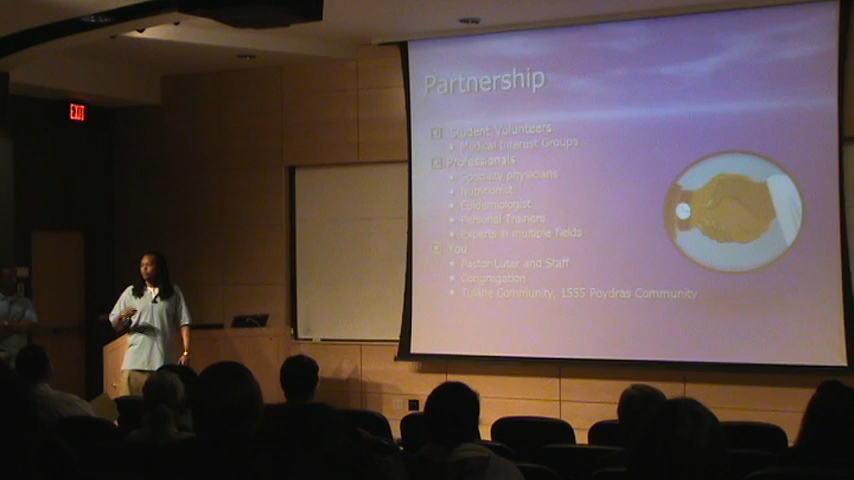 EXIT
Partnership
Student Volunteers
Medical Interest Groups
Professionals
Specialty physicians
Nutritionist
Epidemiologist
Personal Trainers
Experts in multiple fields
You
Pastor Luter and Staff
Congregation
Tulane Community, 1555 Poydras Community